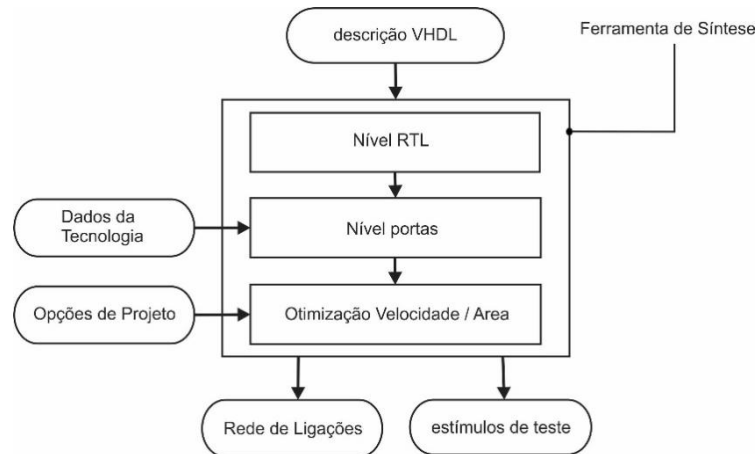 descrição VHDL
Ferramenta de Síntese
Nível RTL
Dados da
Tecnologia
Nível portas
Opções de Projeto
Otimização Velocidade / Area
Rede de Ligações
estímulos de teste